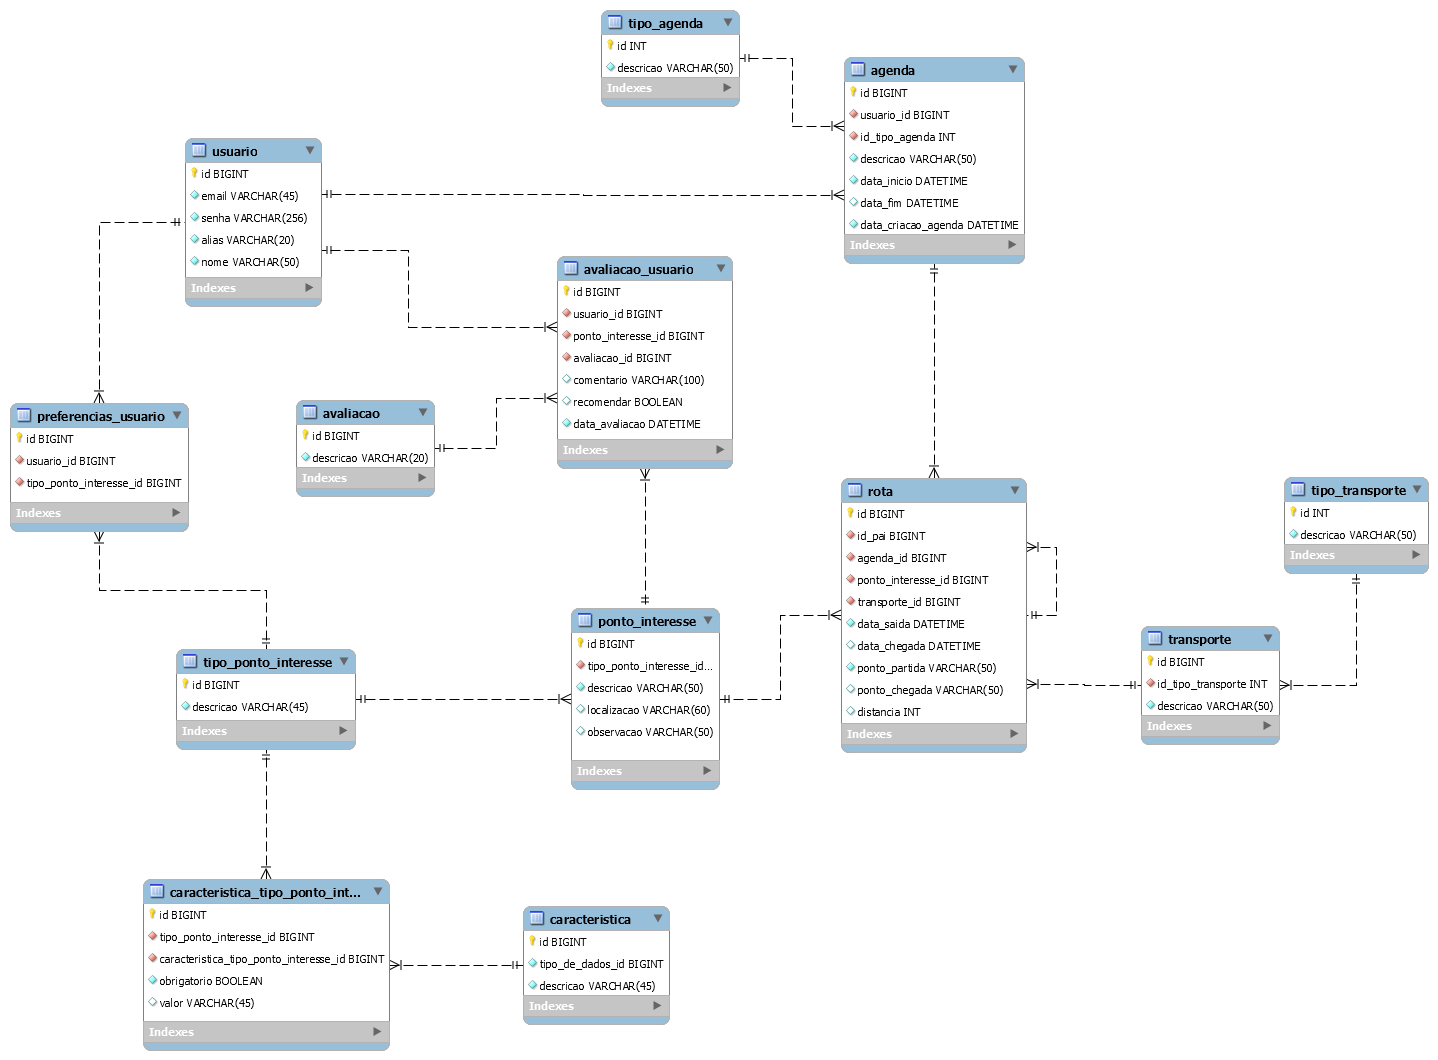 tipo_agenda
id INT
descricao VARCHAR(50)
Indexes
agenda
id BIGINT
usuario_id BIGINT
id_tipo_agenda INT
descricao VARCHAR(50)
data_inicio DATETIME
data_fim DATETIME
data_criacao_agenda DATETIME
Indexes
usuario
id BIGINT
email VARCHAR(45)
senha VARCHAR(256)
alias VARCHAR(20)
nome VARCHAR(50)
Indexes
avaliacao_usuario
id BIGINT
usuario_id BIGINT
ponto_interesse_id BIGINT
avaliacao_id BIGINT
comentario VARCHAR(100)
recomendar BOOLEAN
data_avaliacao DATETIME
Indexes
preferencias_usuario
id BIGINT
usuario_id BIGINT
tipo_ponto_interesse_id BIGINT
Indexes
avaliacao
id BIGINT
descricao VARCHAR(20)
Indexes
rota
id BIGINT
id_pai BIGINT
agenda_id BIGINT
ponto_interesse_id BIGINT
transporte_id BIGINT
data_saida DATETIME
data_chegada DATETIME
ponto_partida VARCHAR(50)
ponto_chegada VARCHAR(50)
distancia INT
Indexes
tipo_transporte
id INT
descricao VARCHAR(50)
Indexes
ponto_interesse
id BIGINT
tipo_ponto_interesse_id...
descricao VARCHAR(50)
localizacao VARCHAR(60)
observacao VARCHAR(50)
Indexes
transporte
id BIGINT
id_tipo_transporte INT
descricao VARCHAR(50)
Indexes
tipo_ponto_interesse
id BIGINT
descricao VARCHAR(45)
Indexes
caracteristica_tipo_ponto_int...
id BIGINT
tipo_ponto_interesse_id BIGINT
caracteristica_tipo_ponto_interesse_id BIGINT
obrigatorio BOOLEAN
valor VARCHAR(45)
Indexes
caracteristica
id BIGINT
tipo_de_dados_id BIGINT
descricao VARCHAR(45)
Indexes